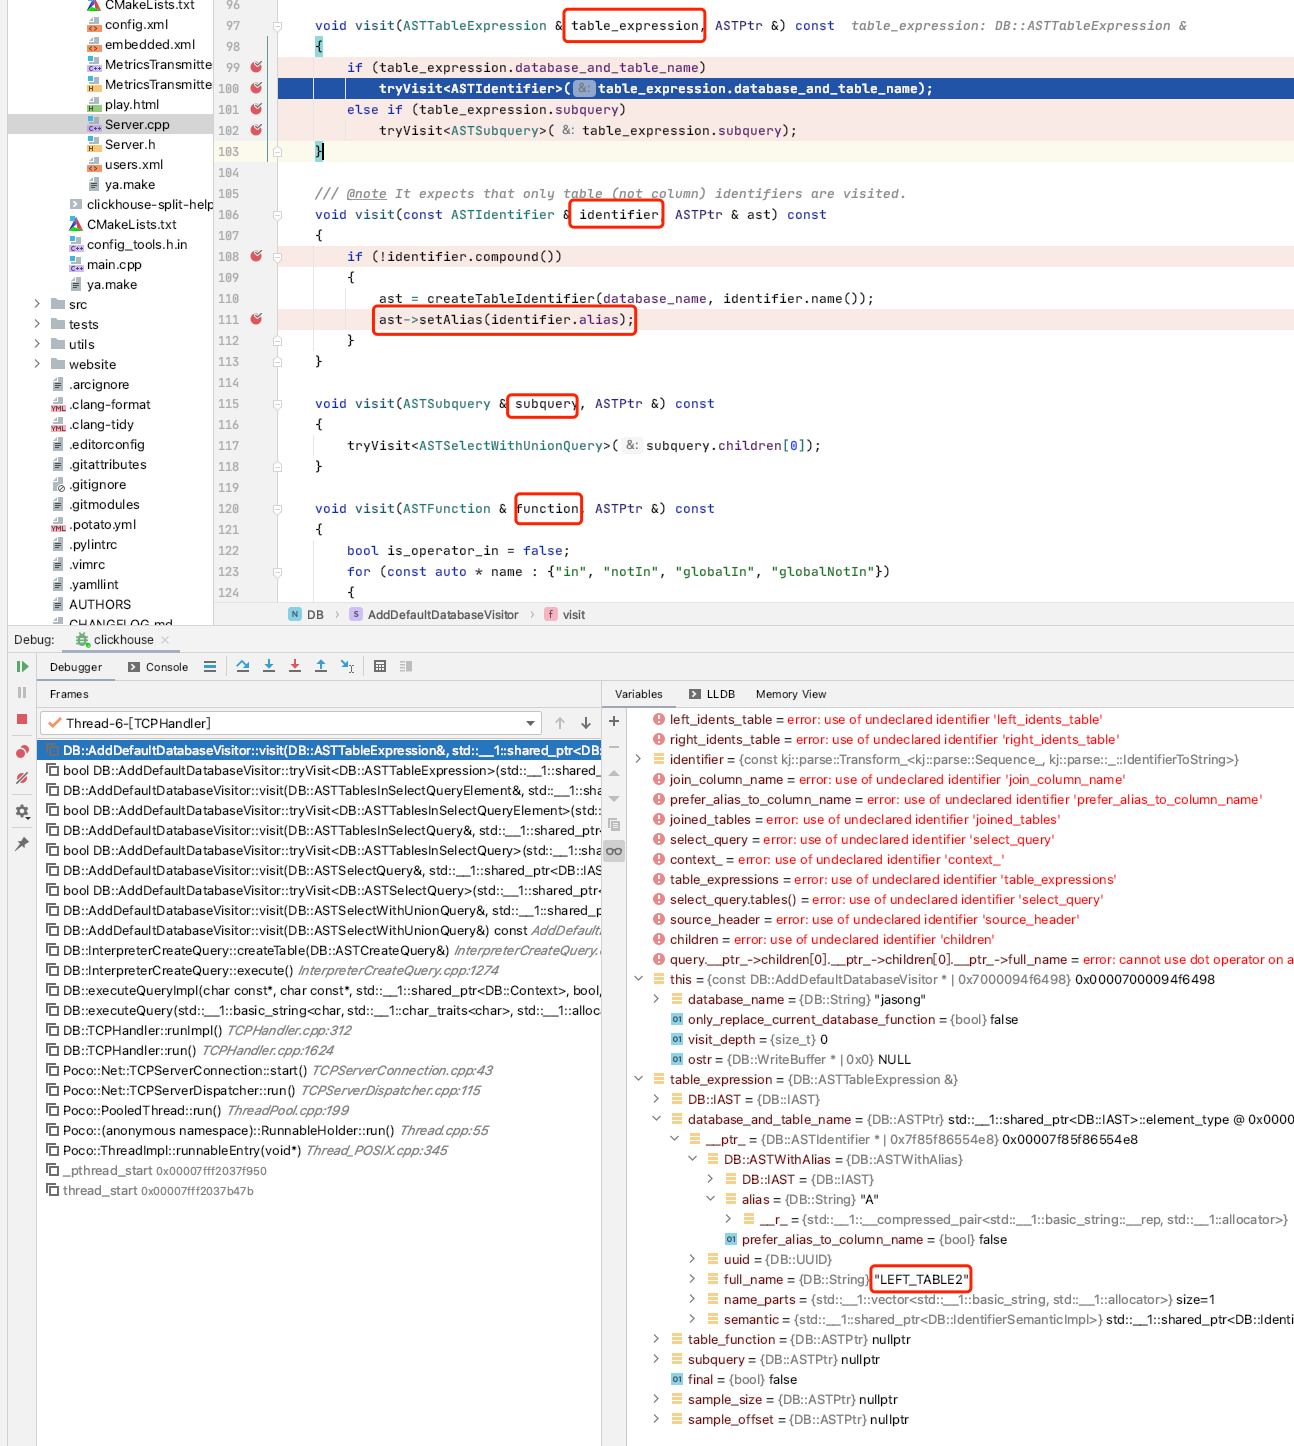 CMakeLists.txt
config.xml
embedded.xml
MetricsTransmitte
MetricsTransmitte
play.html
Server.cpp
Server.h
users.xml
ya.make
clickhouse-split-help
CMakeLists.txt
config_tools.h.in
main.cpp
ya.make
src
tests
utils
website
.arcignore
.clang-format
.clang-tidy
.editorconfig
.gitattributes
.gitignore
.gitmodules
.potato.yml
.pylintrc
.vimrc
.yamllint
AUTHORS
CHANGELOG.md
96
97 void visit(ASTTableExpression & table_expression, ASTPtr &) const table_expression: DB::ASTTableExpression &
98 {
99 if (table_expression.database_and_table_name)
100 tryVisit<ASTIdentifier>( &: table_expression.database_and_table_name);
101 else if (table_expression.subquery)
102 tryVisit<ASTSubquery>( &: table_expression.subquery);
103 }
104
105 /// @note It expects that only table (not column) identifiers are visited.
106 void visit(const ASTIdentifier & identifier, ASTPtr & ast) const
107 {
108 if (!identifier.compound())
109 {
110 ast = createTableIdentifier(database_name, identifier.name());
111 ast->setAlias(identifier.alias);
112 }
113 }
114
115 void visit(ASTSubquery & subquery, ASTPtr &) const
116 {
117 tryVisit<ASTSelectWithUnionQuery>( &: subquery.children[0]);
118 }
119
120 void visit(ASTFunction & function, ASTPtr &) const
121 {
122 bool is_operator_in = false;
123 for (const auto * name : {"in", "notIn", "globalIn", "globalNotIn"})
124 {
N DB › S AddDefaultDatabaseVisitor › f visit
Debug: clickhouse
Debugger Console
Frames
Thread-6-[TCPHandler]
DB::AddDefaultDatabaseVisitor::visit(DB::ASTTableExpression&, std::__1::shared_ptr<DB:
bool DB::AddDefaultDatabaseVisitor::tryVisit<DB::ASTTableExpression>(std::__1::shared_
DB::AddDefaultDatabaseVisitor::visit(DB::ASTTablesInSelectQueryElement&, std::__1::shared
bool DB::AddDefaultDatabaseVisitor::tryVisit<DB::ASTTablesInSelectQueryElement>(std::
DB::AddDefaultDatabaseVisitor::visit(DB::ASTTablesInSelectQuery&, std::__1::shared_ptr<
bool DB::AddDefaultDatabaseVisitor::tryVisit<DB::ASTTablesInSelectQuery>(std::__1::shar
DB::AddDefaultDatabaseVisitor::visit(DB::ASTSelectQuery&, std::__1::shared_ptr<DB::IAS
bool DB::AddDefaultDatabaseVisitor::tryVisit<DB::ASTSelectQuery>(std::__1::shared_ptr<
DB::AddDefaultDatabaseVisitor::visit(DB::ASTSelectWithUnionQuery&, std::__1::shared_p
DB::AddDefaultDatabaseVisitor::visit(DB::ASTSelectWithUnionQuery&) const AddDefault
DB::InterpreterCreateQuery::createTable(DB::ASTCreateQuery&) InterpreterCreateQuery.
DB::InterpreterCreateQuery::execute() InterpreterCreateQuery.cpp:1274
DB::executeQueryImpl(char const*, char const*, std::__1::shared_ptr<DB::Context>, bool,
DB::executeQuery(std::__1::basic_string<char, std::__1::char_traits<char>, std::__1::alloca
DB::TCPHandler::runImpl() TCPHandler.cpp:312
DB::TCPHandler::run() TCPHandler.cpp:1624
Poco::Net::TCPServerConnection::start() TCPServerConnection.cpp:43
Poco::Net::TCPServerDispatcher::run() TCPServerDispatcher.cpp:115
Poco::PooledThread::run() ThreadPool.cpp:199
Poco::(anonymous namespace)::RunnableHolder::run() Thread.cpp:55
Poco::ThreadImpl::runnableEntry(void*) Thread_POSIX.cpp:345
_pthread_start 0x00007fff2037f950
thread_start 0x00007fff2037b47b
Variables LLDB Memory View
left_idents_table = error: use of undeclared identifier 'left_idents_table'
right_idents_table = error: use of undeclared identifier 'right_idents_table'
identifier = {const kj::parse::Transform_<kj::parse::Sequence_, kj::parse::_::IdentifierToString>}
join_column_name = error: use of undeclared identifier 'join_column_name'
prefer_alias_to_column_name = error: use of undeclared identifier 'prefer_alias_to_column_name'
joined_tables = error: use of undeclared identifier 'joined_tables'
select_query = error: use of undeclared identifier 'select_query'
context_ = error: use of undeclared identifier 'context_'
table_expressions = error: use of undeclared identifier 'table_expressions'
select_query.tables() = error: use of undeclared identifier 'select_query'
source_header = error: use of undeclared identifier 'source_header'
children = error: use of undeclared identifier 'children'
query.__ptr_->children[0].__ptr_->children[0].__ptr_->full_name = error: cannot use dot operator on a
this = {const DB::AddDefaultDatabaseVisitor * | 0x7000094f6498} 0x00007000094f6498
database_name = {DB::String} "jasong"
only_replace_current_database_function = {bool} false
visit_depth = {size_t} 0
ostr = {DB::WriteBuffer * | 0x0} NULL
table_expression = {DB::ASTTableExpression &}
DB::IAST = {DB::IAST}
database_and_table_name = {DB::ASTPtr} std::__1::shared_ptr<DB::IAST>::element_type @ 0x0000
__ptr_ = {DB::ASTIdentifier * | 0x7f85f86554e8} 0x00007f85f86554e8
DB::ASTWithAlias = {DB::ASTWithAlias}
DB::IAST = {DB::IAST}
alias = {DB::String} "A"
__r_ = {std::__1::__compressed_pair<std::__1::basic_string::__rep, std::__1::allocator>}
prefer_alias_to_column_name = {bool} false
uuid = {DB::UUID}
full_name = {DB::String} "LEFT_TABLE2"
name_parts = {std::__1::vector<std::__1::basic_string, std::__1::allocator>} size=1
semantic = {std::__1::shared_ptr<DB::IdentifierSemanticImpl>} std::__1::shared_ptr<DB::Identi
table_function = {DB::ASTPtr} nullptr
subquery = {DB::ASTPtr} nullptr
final = {bool} false
sample_size = {DB::ASTPtr} nullptr
sample_offset = {DB::ASTPtr} nullptr